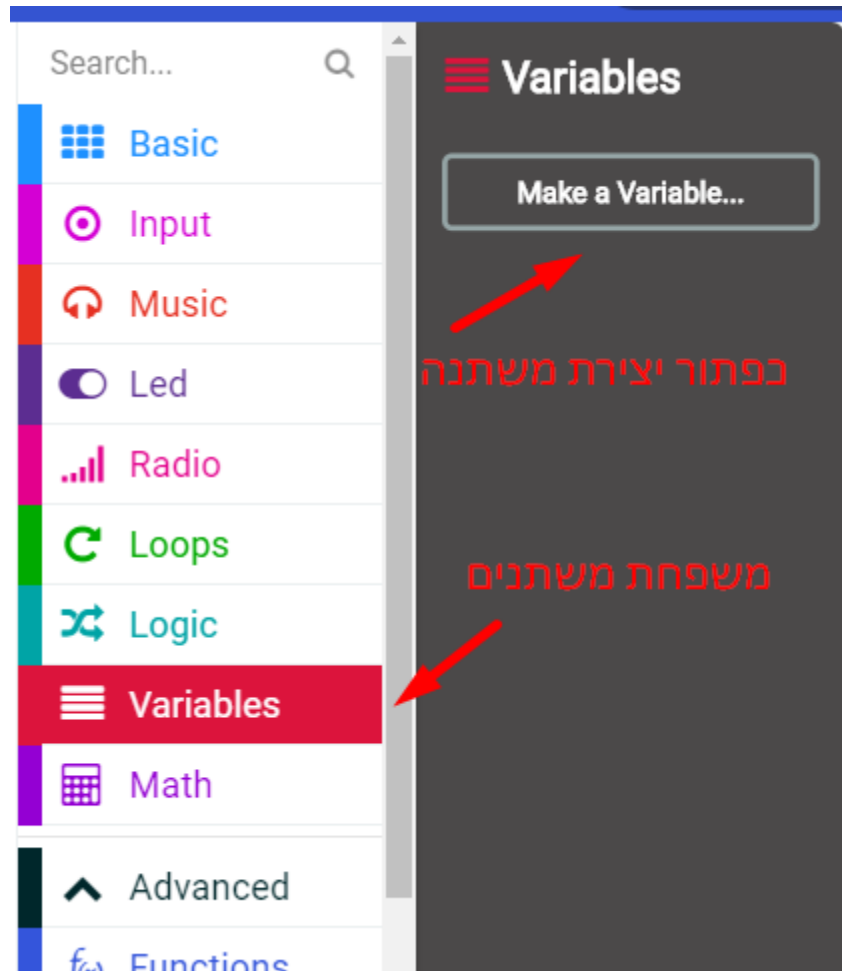 Search...
Basic
Input
Music
Led
Radio
Loops
Logic
Variables
Math
Advanced
Functions
Variables
Make a Variable...
כפתור יצירת משתנה
משפחת משתנים